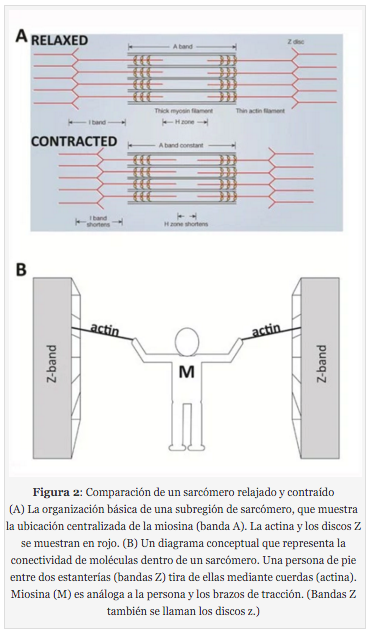 A RELAXED
A band
Z disc
I band
Thick myosin filament
H zone
Thin actin filament
CONTRACTED
A band constant
I band
shortens
H zone shortens
B
actin
actin
Z-band
M
Z-band
Figura 2: Comparación de un sarcómero relajado y contraído
(A) La organización básica de una subregión de sarcómero, que muestra
la ubicación centralizada de la miosina (banda A). La actina y los discos Z
se muestran en rojo. (B) Un diagrama conceptual que representa la
conectividad de moléculas dentro de un sarcómero. Una persona de pie
entre dos estanterías (bandas Z) tira de ellas mediante cuerdas (actina).
Miosina (M) es análoga a la persona y los brazos de tracción. (Bandas Z
también se llaman los discos z.)